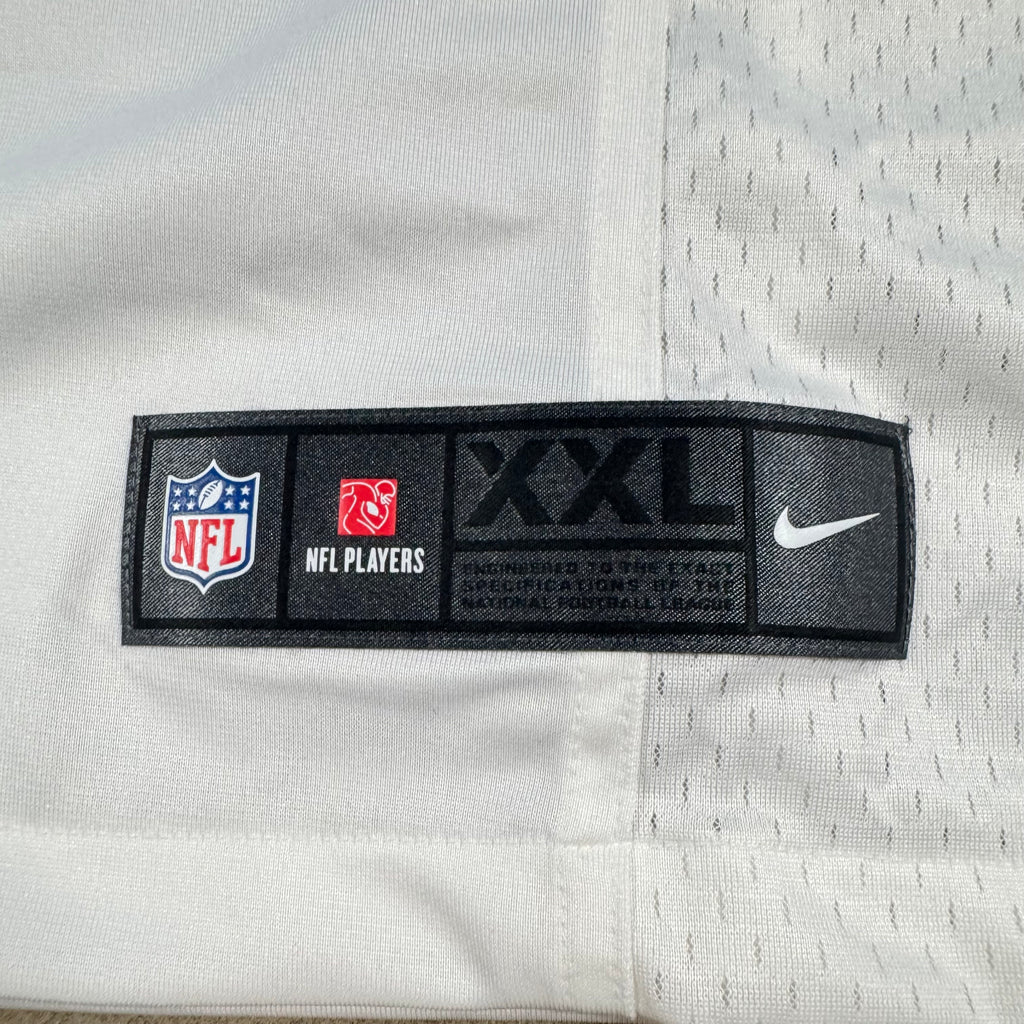 NFL
NFL PLAYERS
XXL
ENGINEERED TO THE EXACT
SPECIFICATIONS OF THE
NATIONAL FOOTBALL LEAGUE